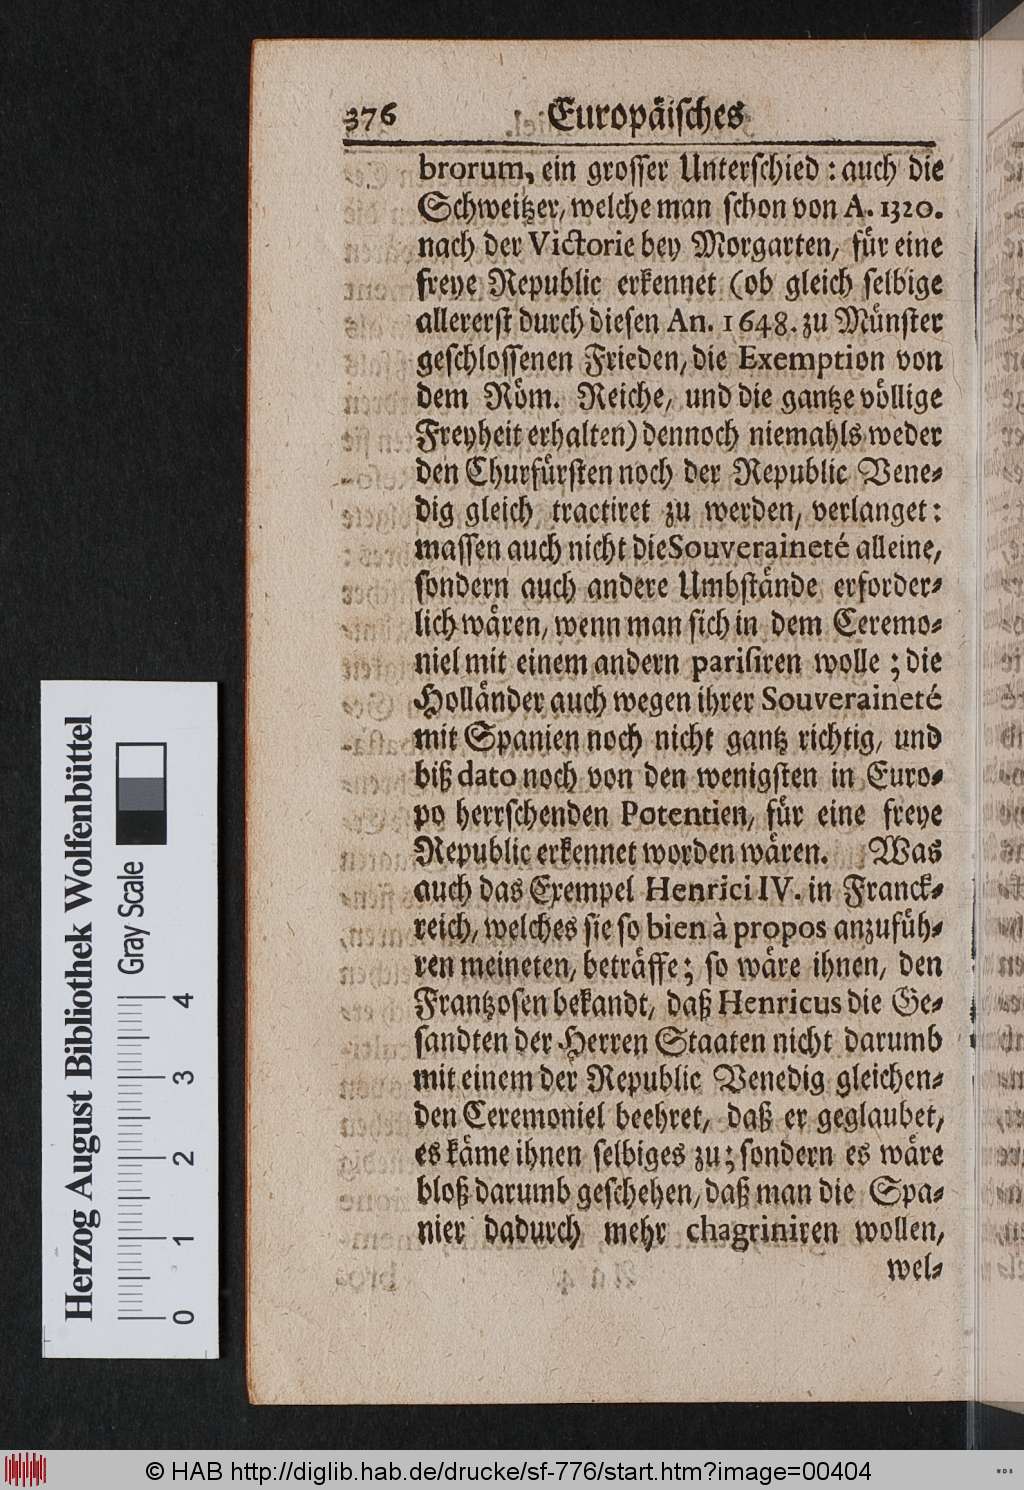 376 Europäisches
brorum, ein grosser Unterschied: auch die
Schweitzer, welche man schon von A. 1320.
nach der Victorie bey Morgarten, für eine
freye Republic erkennet (ob gleich selbige
allererst durch diesen An. 1648. zu Münster
geschlossenen Frieden, die Exemption von
dem Röm. Reiche, und die gantze völlige
Freyheit erhalten) dennoch niemahls weder
den Churfürsten noch der Republic Vene-
dig gleich tractiret zu werden, verlanget:
massen auch nicht die Souveraineté alleine,
sondern auch andere Umbstände erforder-
lich wären, wenn man sich in dem Ceremo-
niel mit einem andern parisiren wolle; die
Holländer auch wegen ihrer Souveraineté
mit Spanien noch nicht gantz richtig, und
biß dato noch von den wenigsten in Euro-
po herrschenden Potentien, für eine freye
Republic erkennet worden wären. Was
auch das Exempel Henrici IV. in Franck-
reich, welches sie so bien à propos anzufüh-
ren meineten, beträffe; so wäre ihnen, den
Frantzosen bekandt, daß Henricus die Ge-
sandten der Herren Staaten nicht darumb
mit einem der Republic Venedig gleichen-
den Ceremoniel beehret, daß er geglaubet,
es käme ihnen selbiges zu; sondern es wäre
bloß darumb geschehen, daß man die Spa-
nier dadurch mehr chagriniren wollen,
wel-
Herzog August Bibliothek Wolfenbüttel
Gray Scale
0 1 2 3 4
© HAB http://diglib.hab.de/drucke/sf-776/start.htm?image=00404
WDB